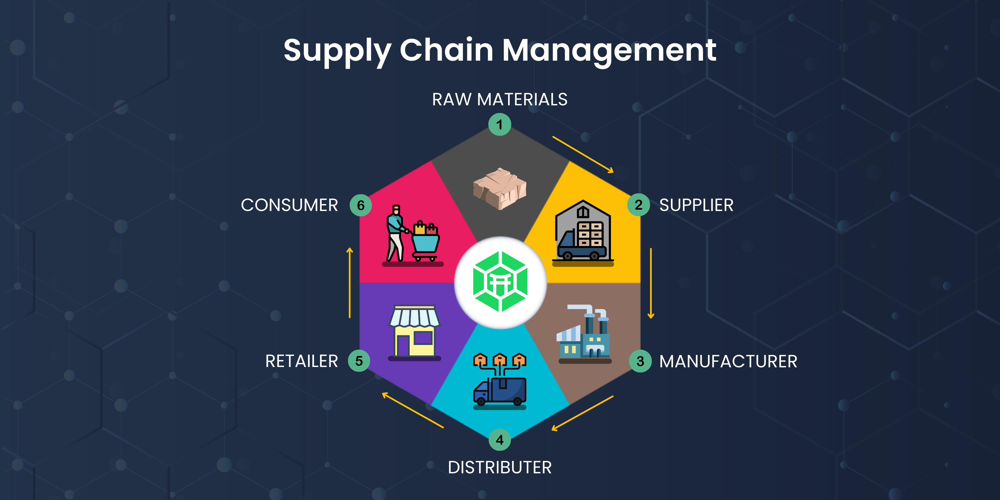 Supply Chain Management
RAW MATERIALS
1
2 SUPPLIER
3 MANUFACTURER
4
DISTRIBUTER
5 RETAILER
6 CONSUMER